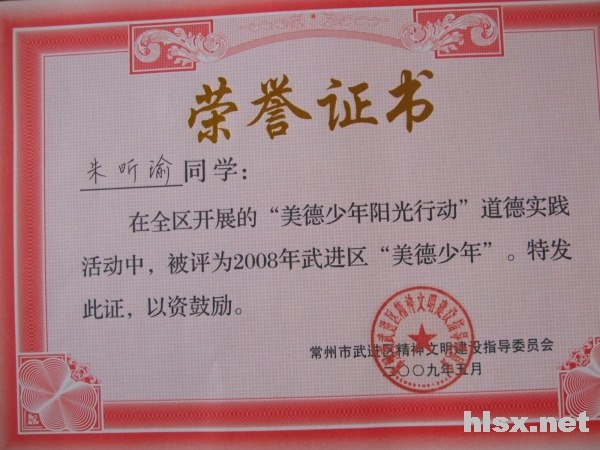 荣誉证书
朱听瑜同学：
在全区开展的“美德少年阳光行动”道德实践
活动中，被评为2008年武进区“美德少年”。特发
此证，以资鼓励。
常州市武进区精神文明建设指导委员会
二〇〇九年五月
hlsx.net